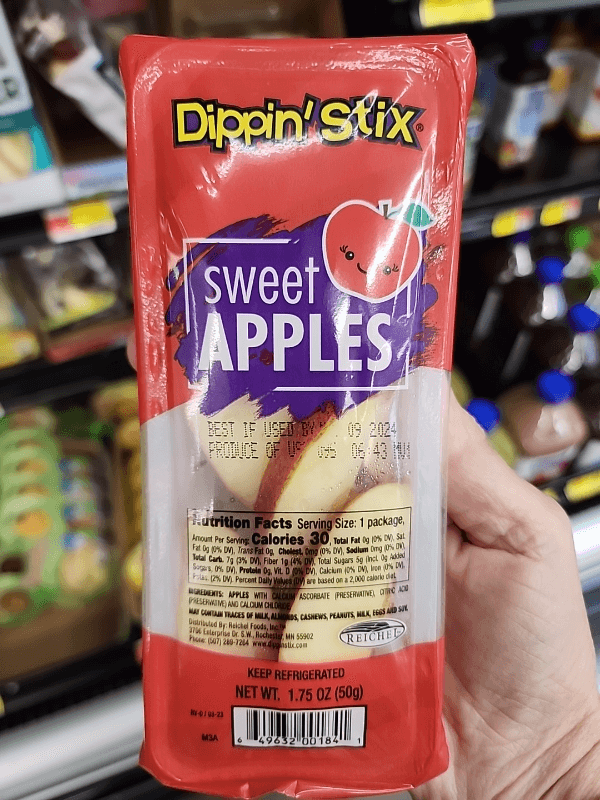 Dippin' Stix®
sweet
APPLES
BEST IF USED BY 09 2024
PRODUCE OF US 06 43
Nutrition Facts Serving Size: 1 package,
Amount Per Serving: Calories 30, Total Fat 0g (0% DV), Sat.
Fat 0g (0% DV), Trans Fat 0g, Cholest. 0mg (0% DV), Sodium 0mg (0% DV),
Total Carb. 7g (3% DV), Fiber 1g (4% DV), Total Sugars 5g (Incl. 0g Added
Sugars, 0% DV), Protein 0g, Vit. D (0% DV), Calcium (0% DV), Iron (0% DV),
Potas. (2% DV). Percent Daily Values (DV) are based on a 2,000 calorie diet.
INGREDIENTS: APPLES WITH CALCIUM ASCORBATE (PRESERVATIVE), CITRIC ACID
(PRESERVATIVE) AND CALCIUM CHLORIDE.
MAY CONTAIN TRACES OF MILK, ALMONDS, CASHEWS, PEANUTS, MILK, EGGS AND SOY.
Distributed By: Reichel Foods, Inc.
3706 Enterprise Dr. S.W., Rochester, MN 55902
Phone: (507) 289-7264 www.dippinstix.com
REICHEL
KEEP REFRIGERATED
NET WT. 1.75 OZ (50g)
M3A
6 49632 00184 1